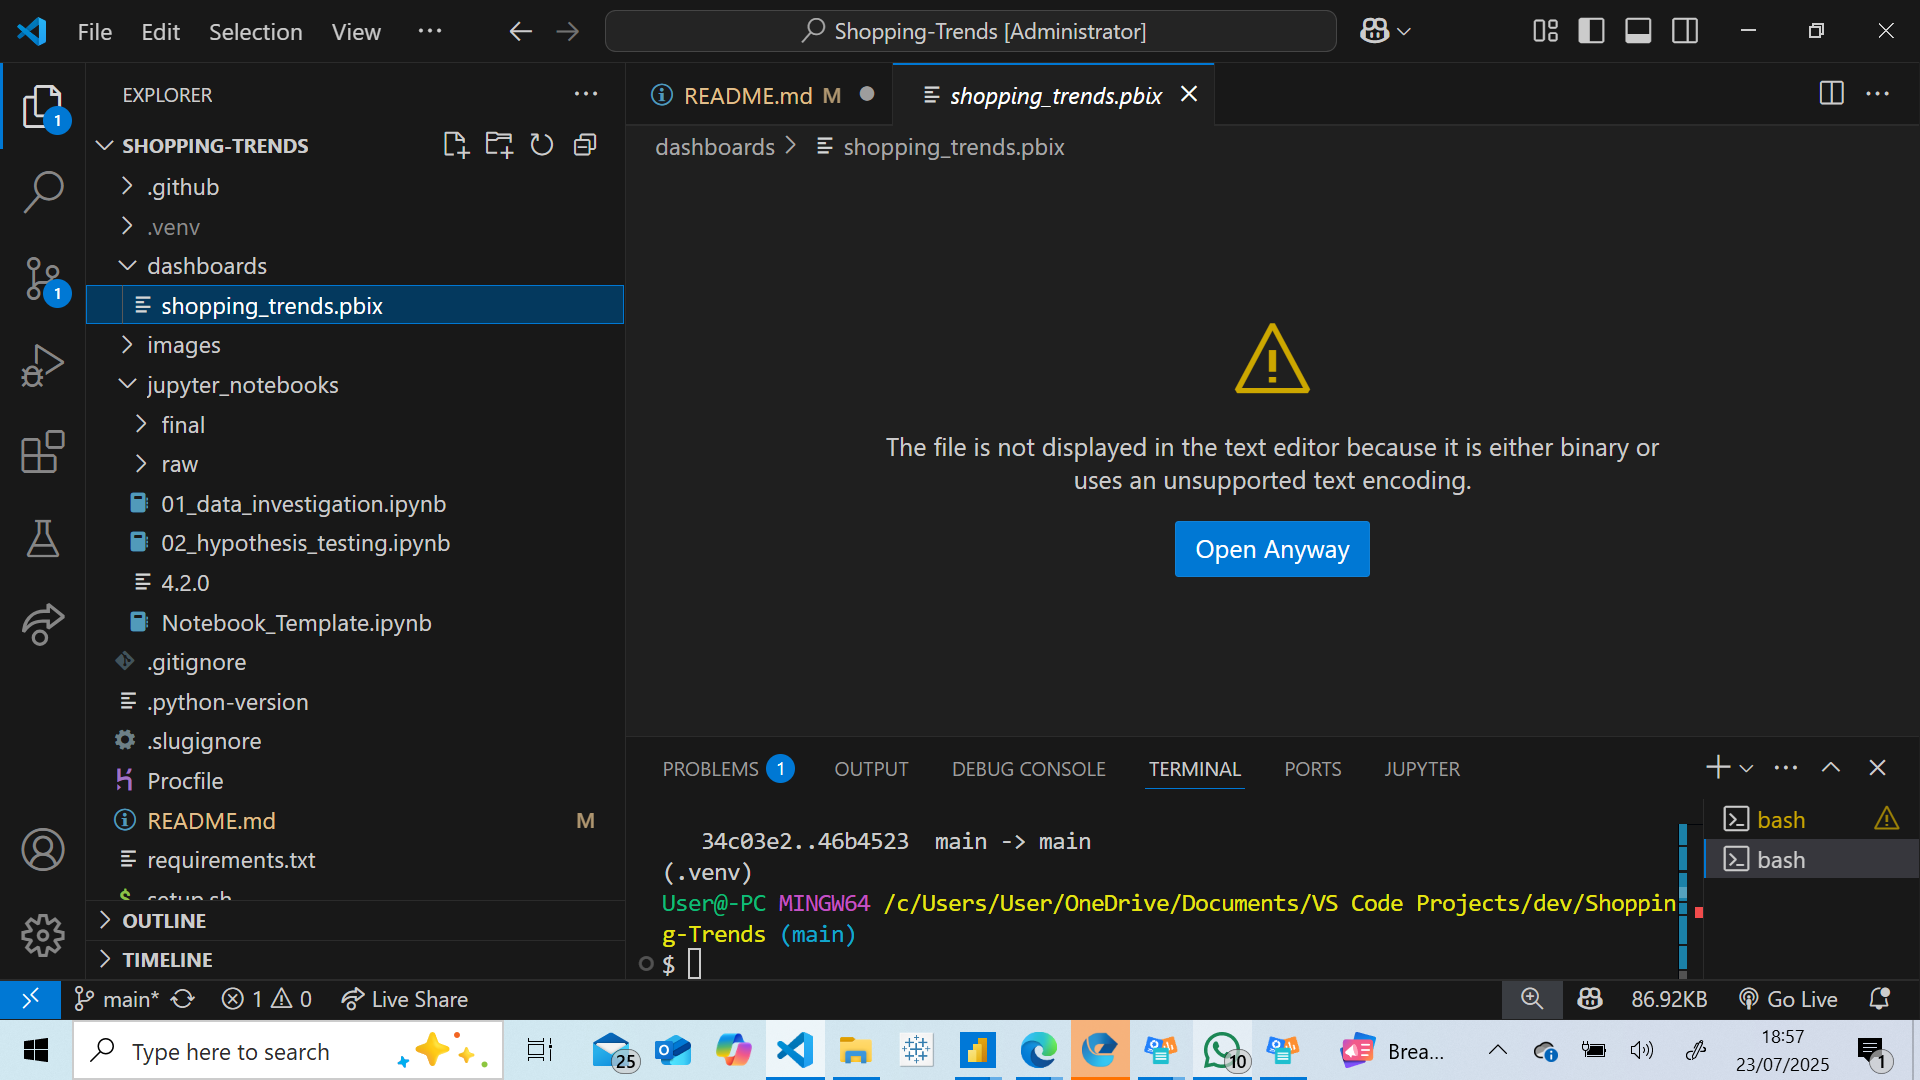 File Edit Selection View
Shopping-Trends [Administrator]
EXPLORER
SHOPPING-TRENDS
.github
.venv
dashboards
shopping_trends.pbix
images
jupyter_notebooks
final
raw
01_data_investigation.ipynb
02_hypothesis_testing.ipynb
4.2.0
Notebook_Template.ipynb
.gitignore
.python-version
.slugignore
Procfile
README.md M
requirements.txt
setup.sh
OUTLINE
TIMELINE
1
1
README.md M
shopping_trends.pbix
dashboards > shopping_trends.pbix
The file is not displayed in the text editor because it is either binary or
uses an unsupported text encoding.
Open Anyway
PROBLEMS 1 OUTPUT DEBUG CONSOLE TERMINAL PORTS JUPYTER
34c03e2..46b4523 main -> main
(.venv)
User@-PC MINGW64 /c/Users/User/OneDrive/Documents/VS Code Projects/dev/Shoppin
g-Trends (main)
$
bash
bash
main* 1 0 Live Share 86.92KB Go Live
Type here to search
25
10
Brea...
18:57
23/07/2025
1